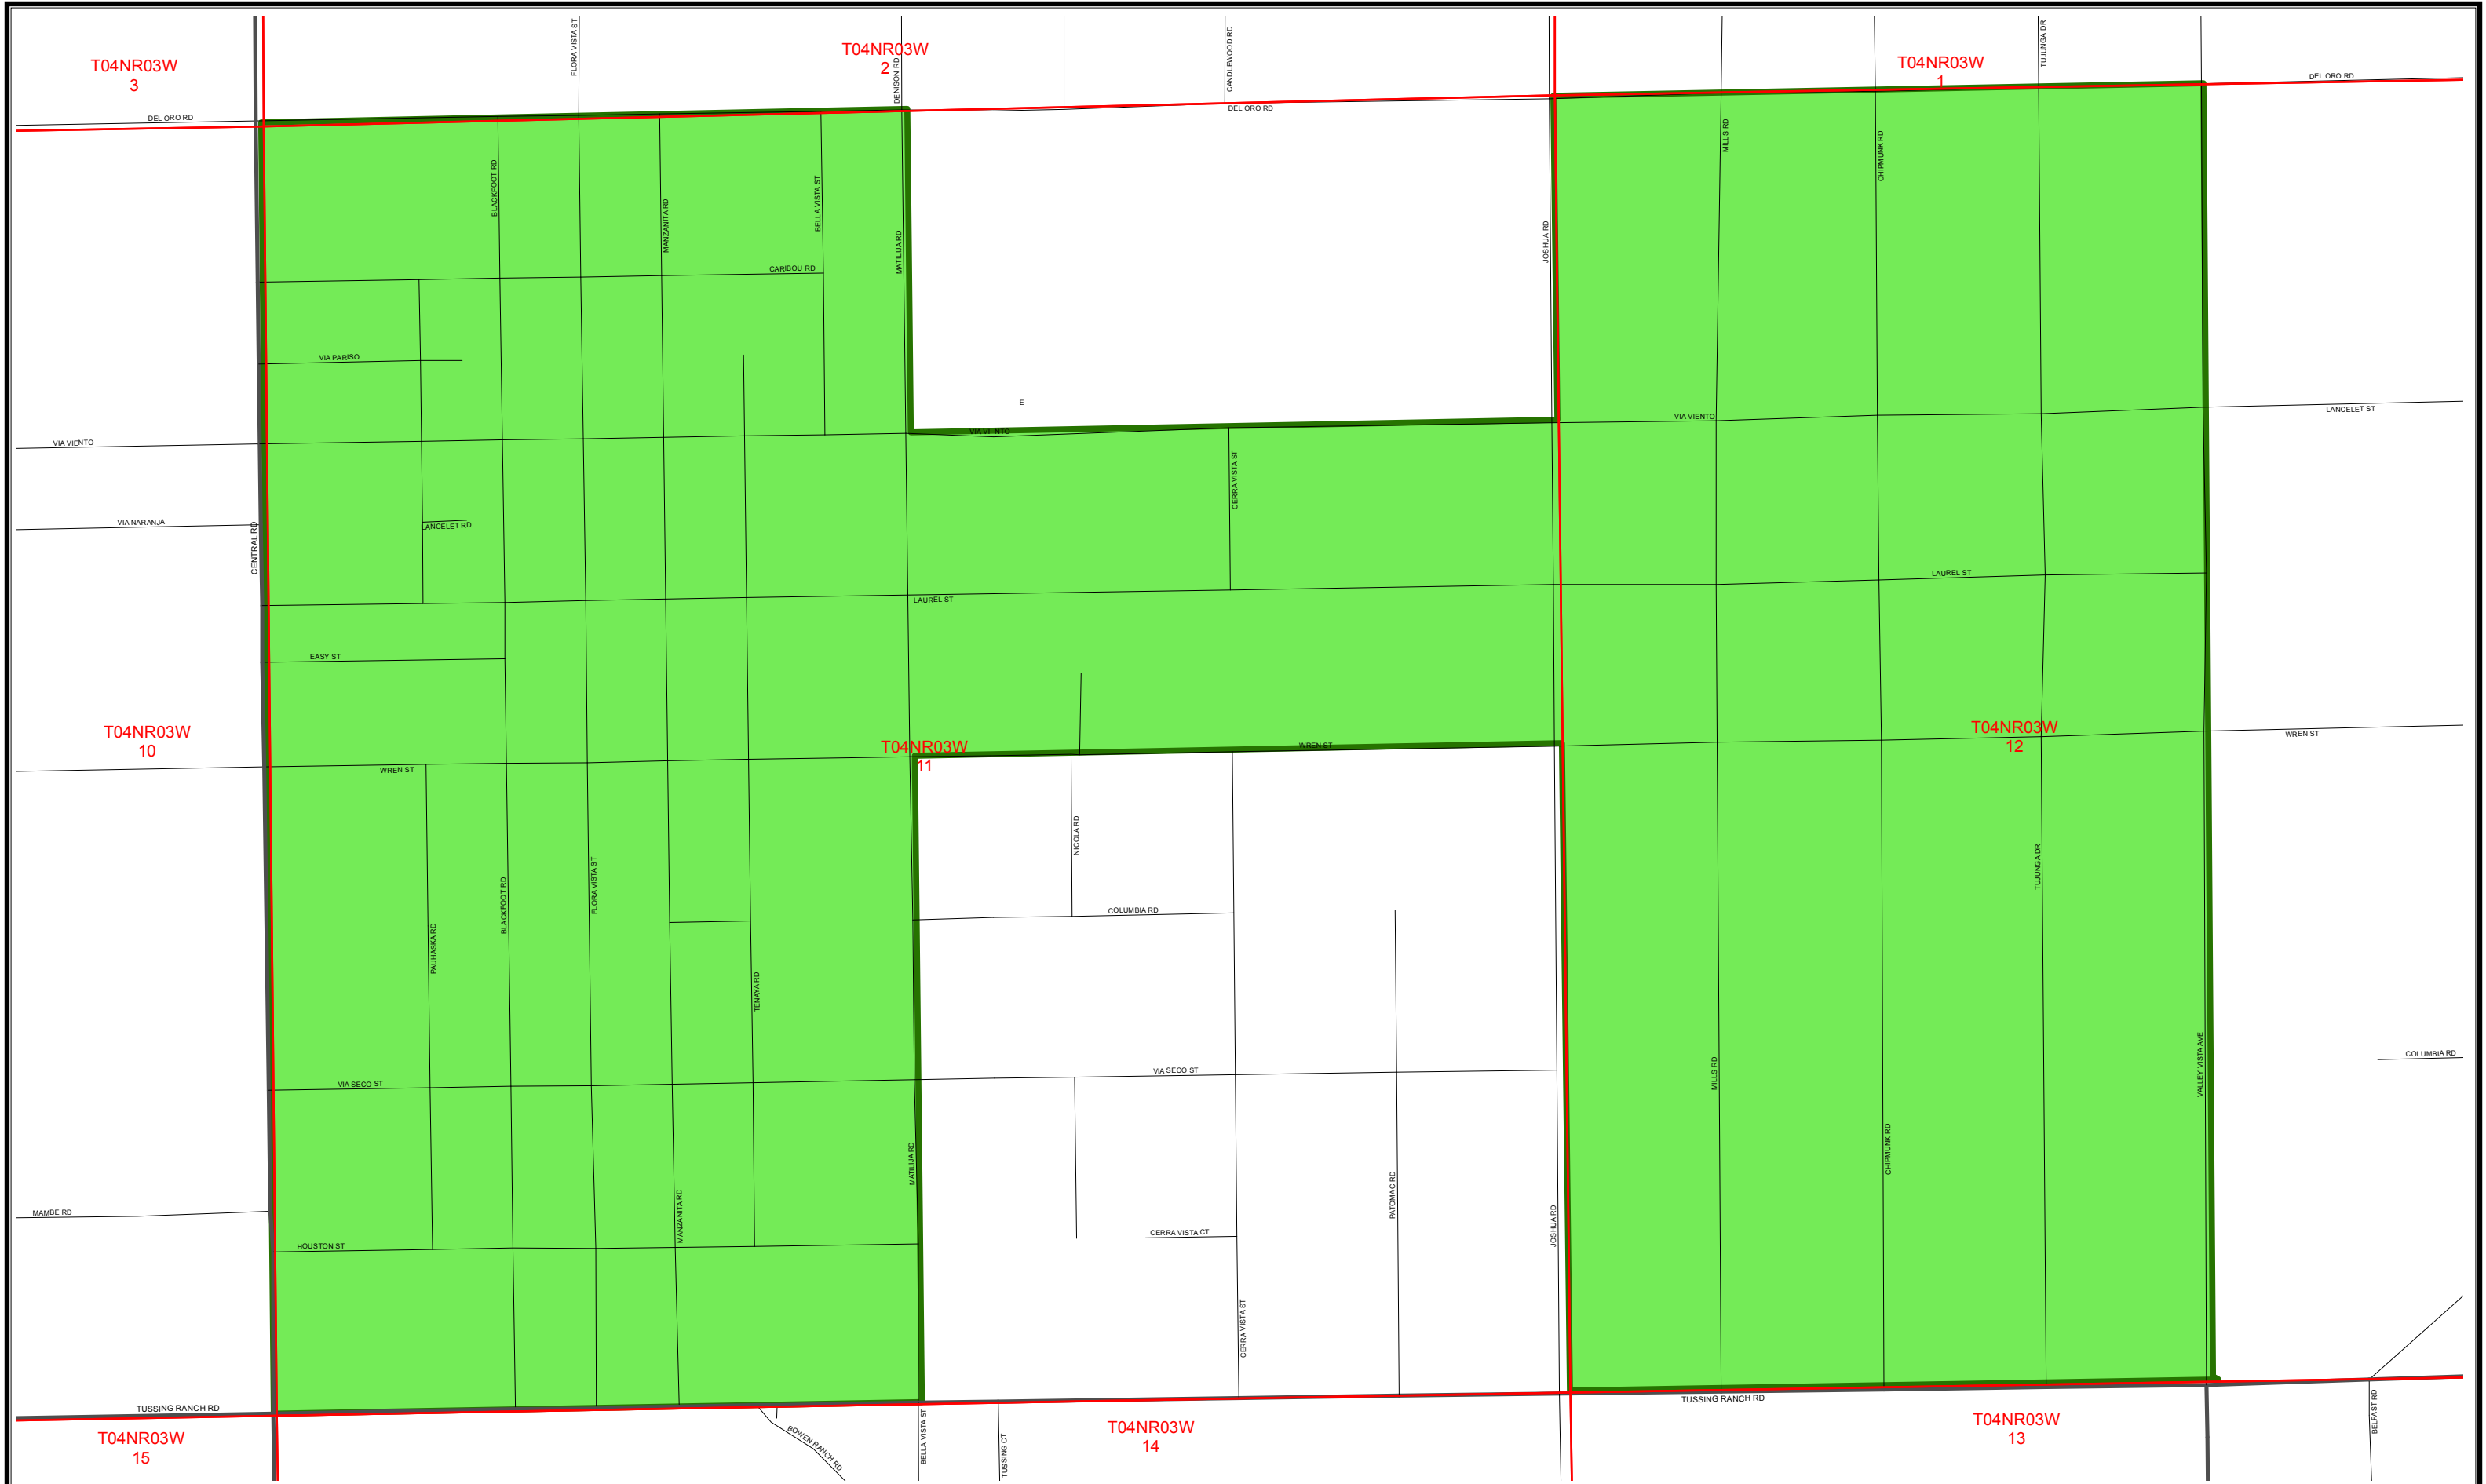 FLORA VISTA ST
DENISON RD
CANDLEWOOD RD
TUJUNGA DR
T04NR03W
3
T04NR03W
2
T04NR03W
1
DEL ORO RD
DEL ORO RD
DEL ORO RD
BLACKFOOT RD
MANZANITA RD
BELLA VISTA ST
MATILIJA RD
JOSHUA RD
MILLS RD
CHIPMUNK RD
CARIBOU RD
VIA PARISO
E
VIA VIENTO
VIA VI NTO
VIA VIENTO
LANCELET ST
CERRA VISTA ST
VIA NARANJA
LANCELET RD
CENTRAL RD
LAUREL ST
LAUREL ST
EASY ST
T04NR03W
10
T04NR03W
11
T04NR03W
12
WREN ST
WREN ST
WREN ST
PAUHASKA RD
BLACKFOOT RD
FLORA VISTA ST
TENAYA RD
NICOLA RD
COLUMBIA RD
TUJUNGA DR
VIA SECO ST
VIA SECO ST
MILLS RD
VALLEY VISTA AVE
COLUMBIA RD
MATILIJA RD
MANZANITA RD
PATOMAC RD
JOSHUA RD
CHIPMUNK RD
MAMBE RD
HOUSTON ST
CERRA VISTA CT
CERRA VISTA ST
TUSSING RANCH RD
TUSSING RANCH RD
T04NR03W
15
T04NR03W
14
T04NR03W
13
BOWEN RANCH RD
BELLA VISTA ST
TUSSING CT
BELFAST RD